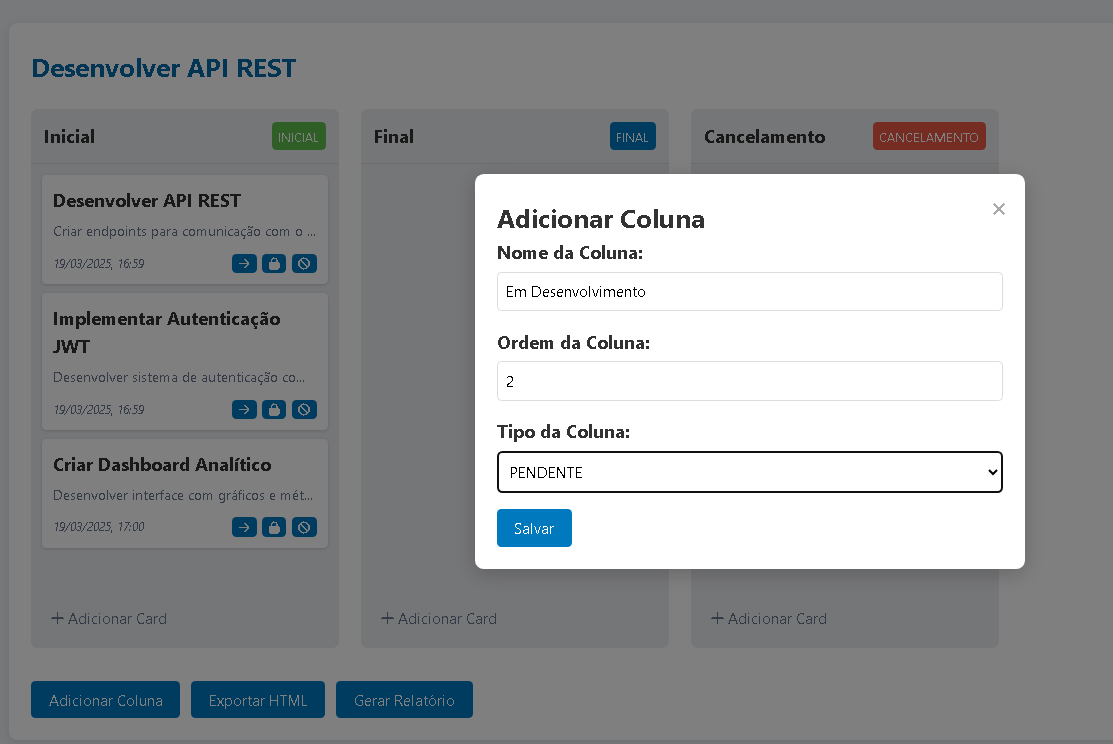 Desenvolver API REST
Inicial
INICIAL
Desenvolver API REST
Criar endpoints para comunicação com o ...
19/03/2025, 16:59
Implementar Autenticação
JWT
Desenvolver sistema de autenticação co...
19/03/2025, 16:59
Criar Dashboard Analítico
Desenvolver interface com gráficos e mét...
19/03/2025, 17:00
+ Adicionar Card
Final
FINAL
+ Adicionar Card
Cancelamento
CANCELAMENTO
+ Adicionar Card
Adicionar Coluna
×
Nome da Coluna:
Em Desenvolvimento
Ordem da Coluna:
2
Tipo da Coluna:
PENDENTE
Salvar
Adicionar Coluna
Exportar HTML
Gerar Relatório